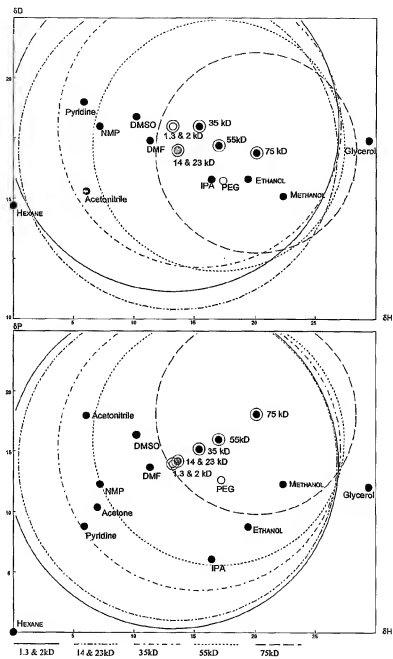 δD
20
Pyridine
DMSO
35 kD
NMP
1.3 & 2 kD
DMF
55kD
75 kD
Glycerol
14 & 23 kD
IPA
PEG
ETHANOL
15
Acetonitrile
METHANOL
HEXANE
10
5
10
15
20
25
δH
δP
20
Acetonitrile
75 kD
DMSO
55kD
15
35 kD
14 & 23 kD
DMF
1.3 & 2 kD
NMP
PEG
METHANOL
Glycerol
10
Acetone
Pyridine
ETHANOL
IPA
5
HEXANE
5
10
15
20
25
δH
1.3 & 2kD
14 & 23kD
35kD
55kD
75kD